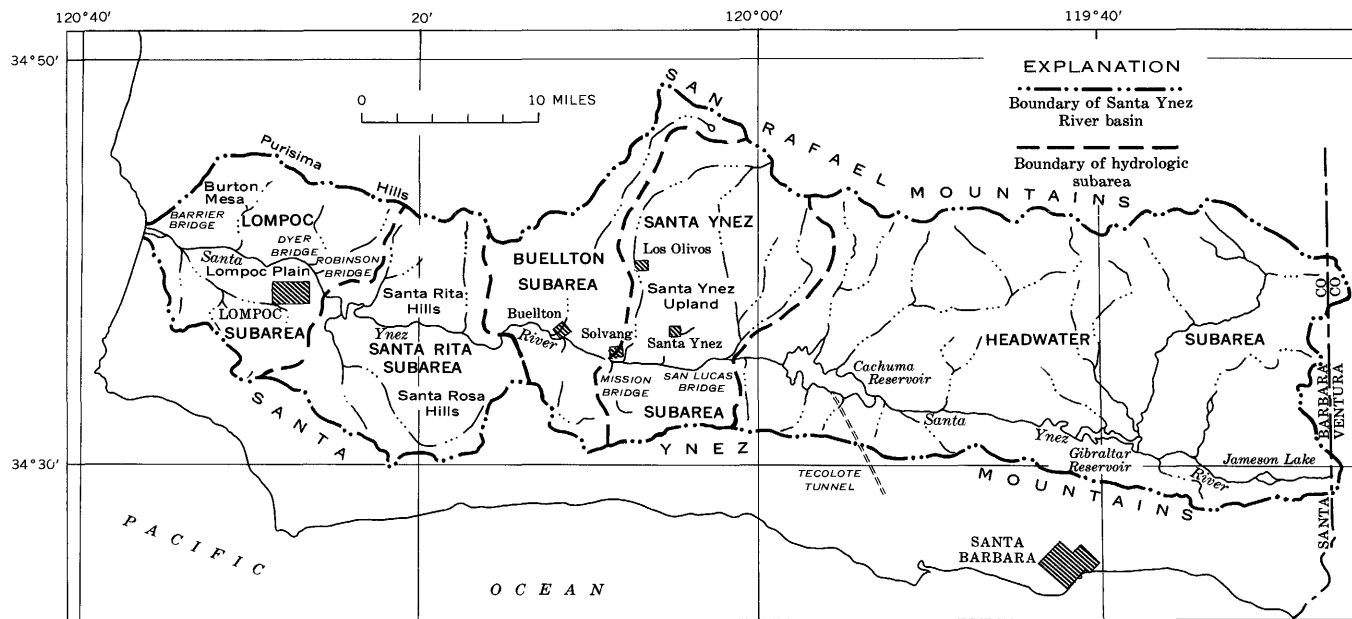 120°40'
20'
120°00'
119°40'
34°50'
SAN RAFAEL MOUNTAINS
EXPLANATION
Boundary of Santa Ynez
River basin
Boundary of hydrologic
subarea
0 10 MILES
Purisima Hills
Burton
Mesa
BARRIER
BRIDGE
LOMPOC
DYER
BRIDGE
ROBINSON
BRIDGE
Santa
Lompoc Plain
LOMPOC
SUBAREA
Santa Rita
Hills
Ynez
SANTA RITA
SUBAREA
Santa Rosa
Hills
BUELLTON
SUBAREA
Buellton
River
Solvang
MISSION
BRIDGE
SANTA YNEZ
Los Olivos
Santa Ynez
Upland
Santa Ynez
SAN LUCAS
BRIDGE
SUBAREA
HEADWATER SUBAREA
Cachuma
Reservoir
Santa Ynez River
Gibraltar
Reservoir
Jameson Lake
TECOLOTE
TUNNEL
SANTA YNEZ MOUNTAINS
SANTA BARBARA CO
VENTURA CO
34°30'
SANTA
BARBARA
PACIFIC OCEAN